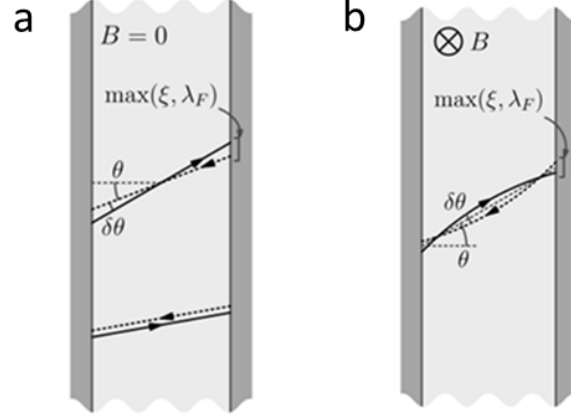 a
B = 0
max(ξ, λ_F)
θ
δθ
b
⊗ B
max(ξ, λ_F)
δθ
θ